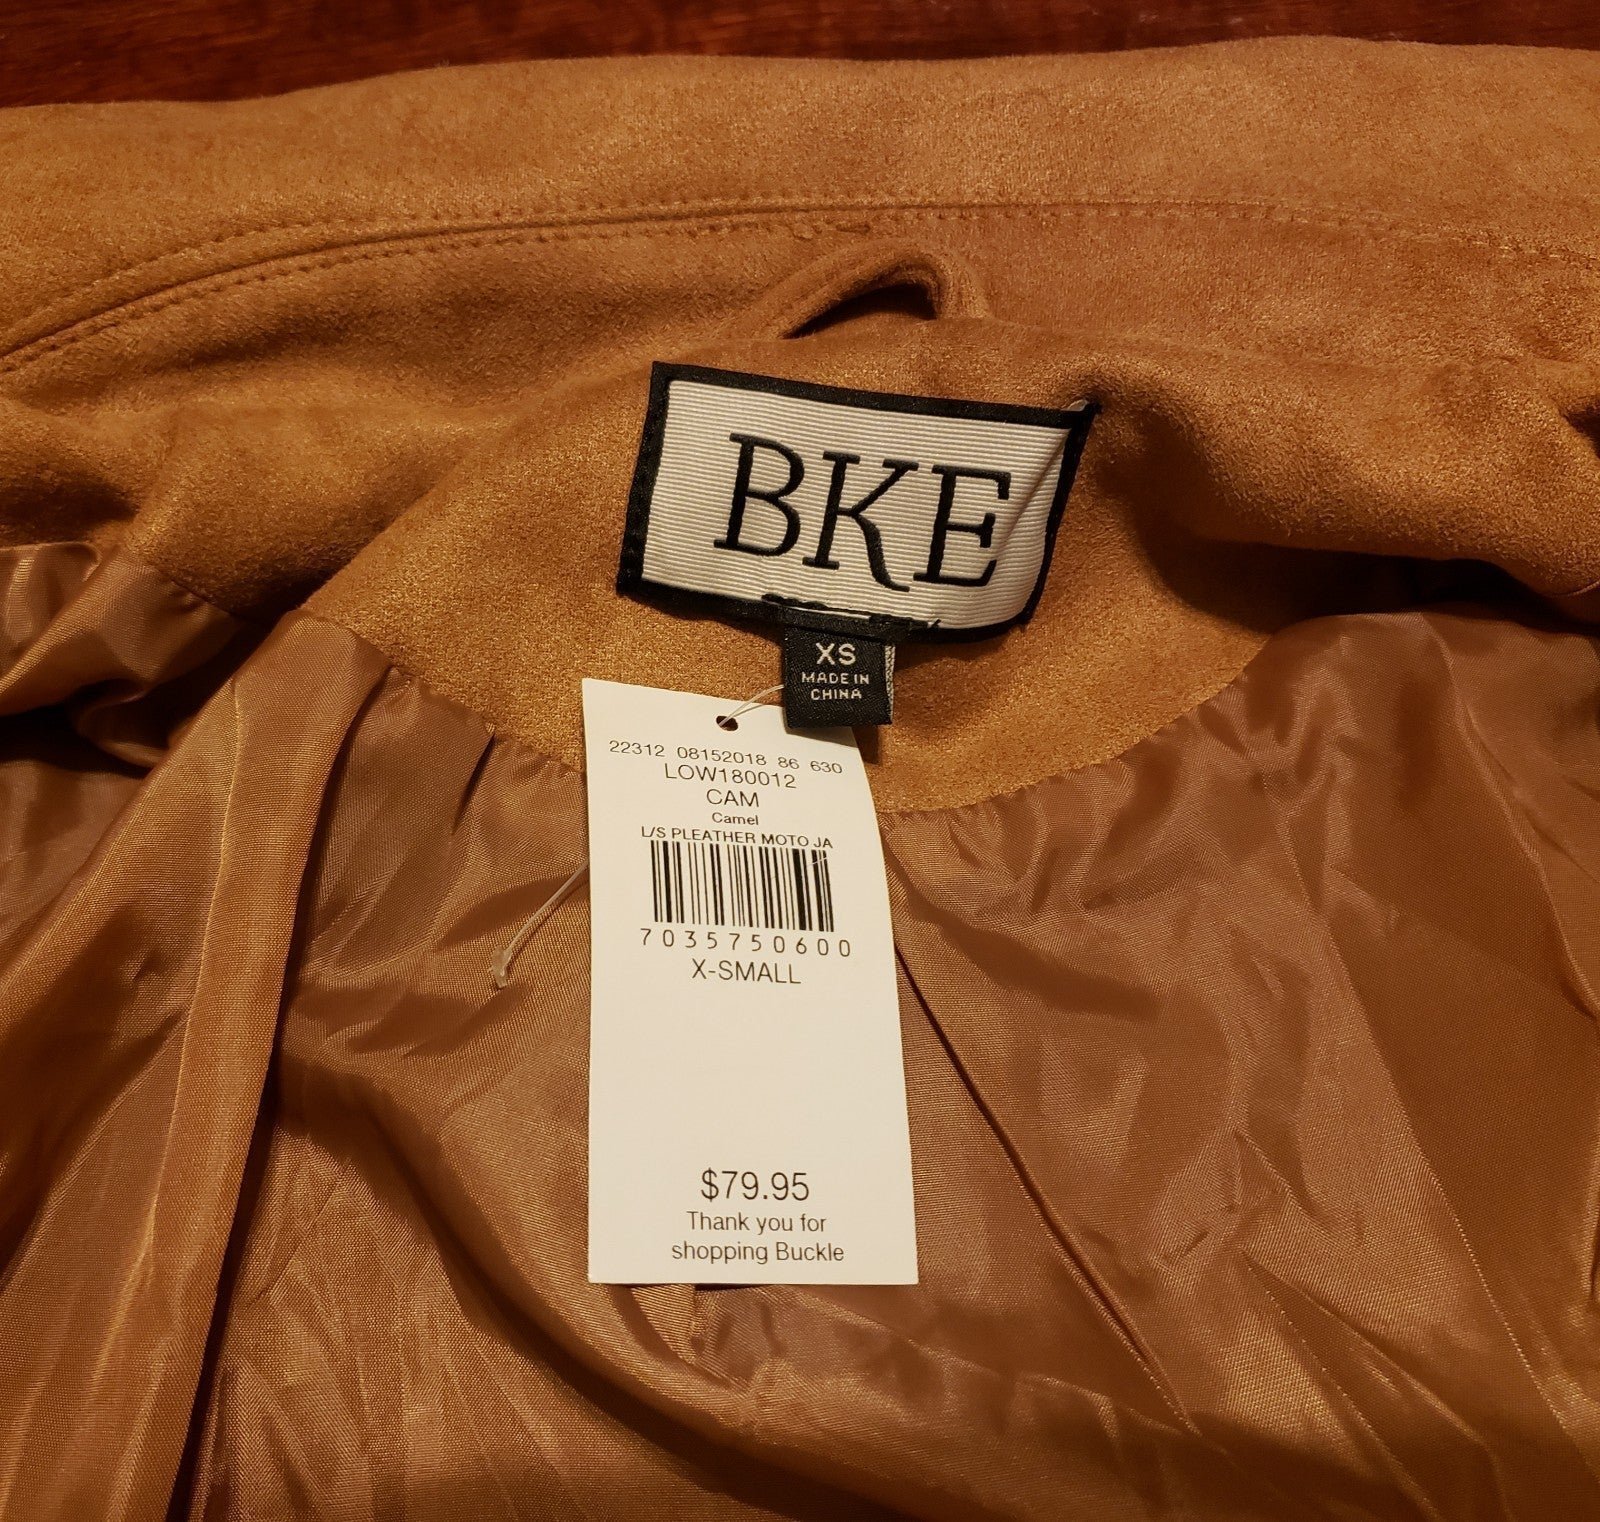 BKE
XS
MADE IN
CHINA
22312 08152018 86 630
LOW180012
CAM
Camel
L/S PLEATHER MOTO JA
7035750600
X-SMALL
$79.95
Thank you for
shopping Buckle